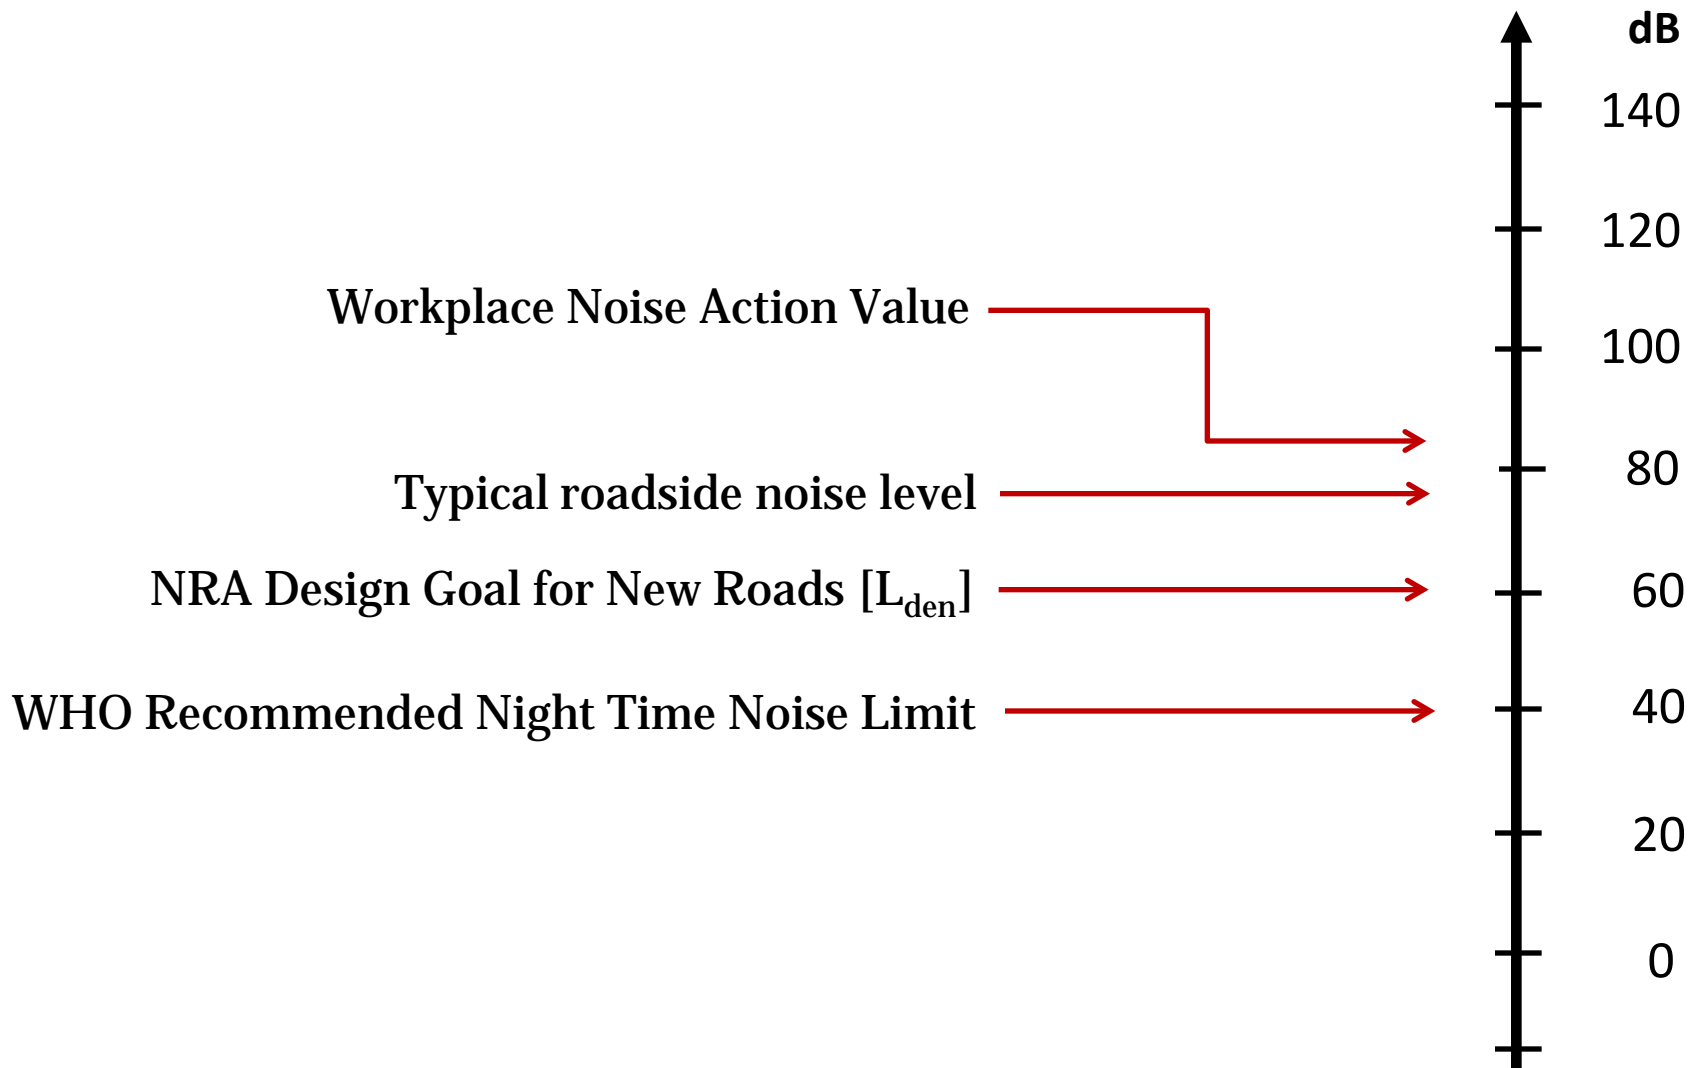 dB
140
120
Workplace Noise Action Value
100
80
Typical roadside noise level
NRA Design Goal for New Roads [Lden]
60
WHO Recommended Night Time Noise Limit
40
20
0